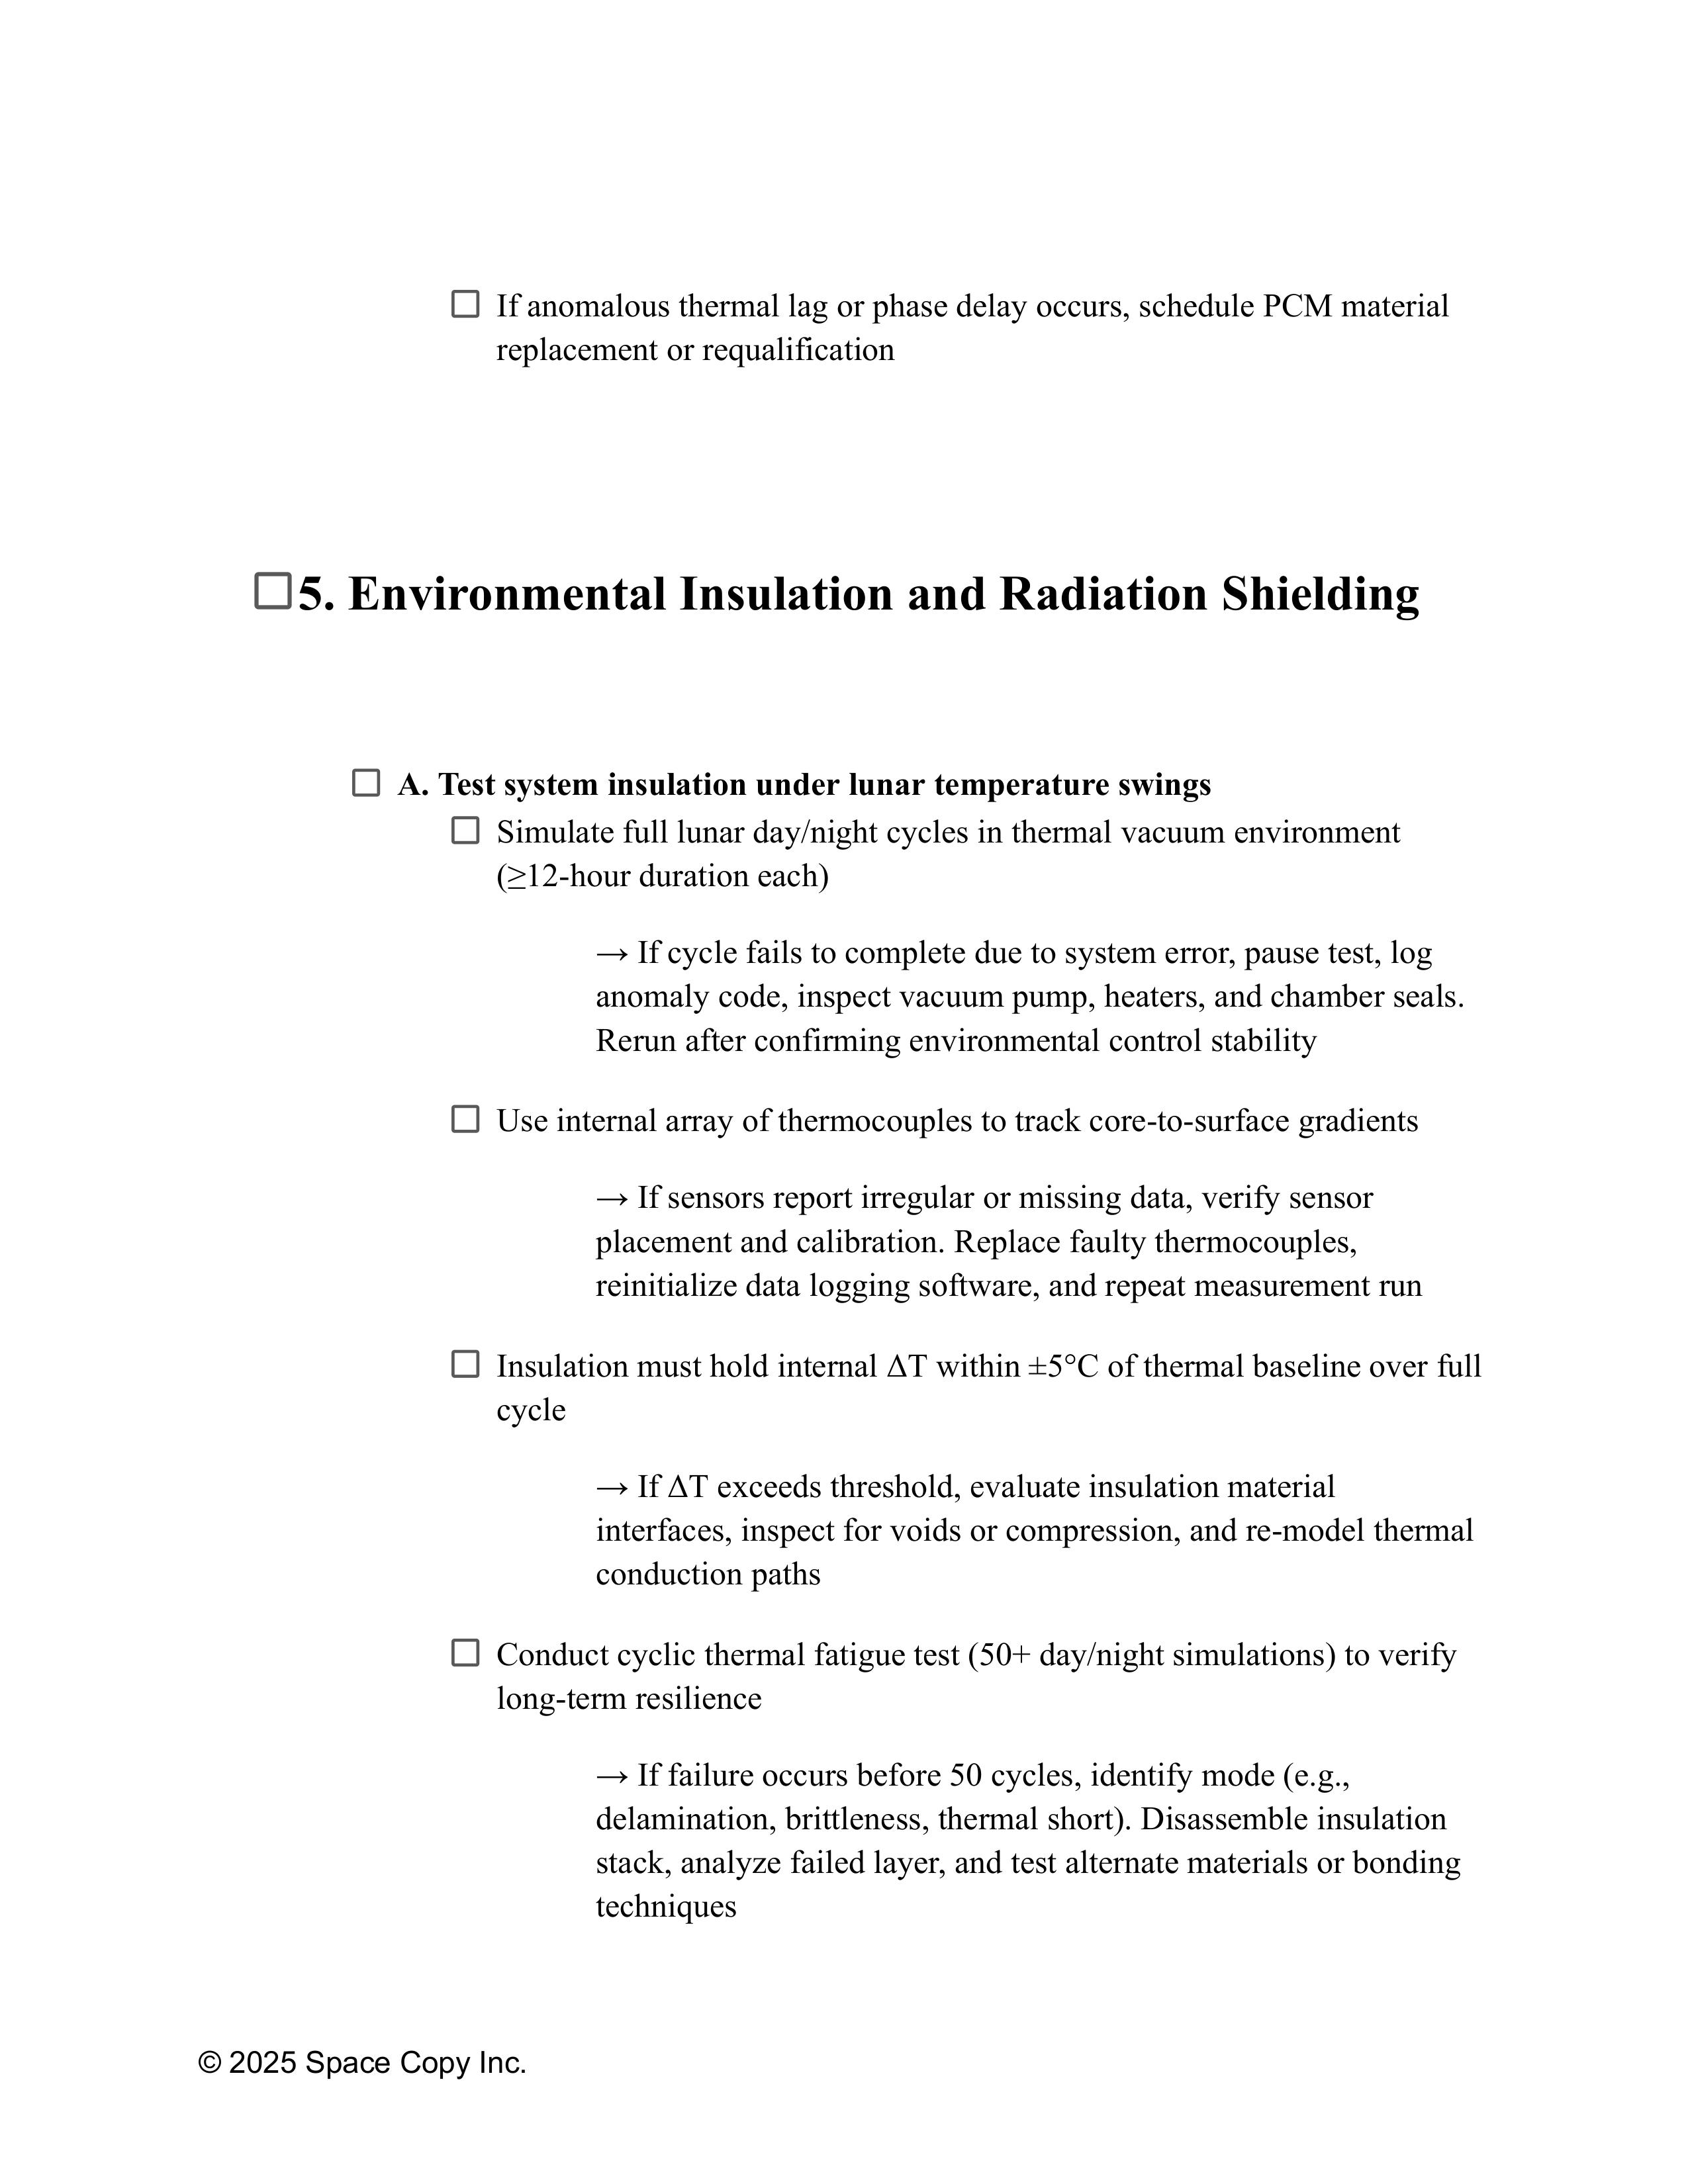 ☐ If anomalous thermal lag or phase delay occurs, schedule PCM material
replacement or requalification
☐ 5. Environmental Insulation and Radiation Shielding
☐ A. Test system insulation under lunar temperature swings
☐ Simulate full lunar day/night cycles in thermal vacuum environment
(≥12-hour duration each)
→ If cycle fails to complete due to system error, pause test, log
anomaly code, inspect vacuum pump, heaters, and chamber seals.
Rerun after confirming environmental control stability
☐ Use internal array of thermocouples to track core-to-surface gradients
→ If sensors report irregular or missing data, verify sensor
placement and calibration. Replace faulty thermocouples,
reinitialize data logging software, and repeat measurement run
☐ Insulation must hold internal ΔT within ±5°C of thermal baseline over full
cycle
→ If ΔT exceeds threshold, evaluate insulation material
interfaces, inspect for voids or compression, and re-model thermal
conduction paths
☐ Conduct cyclic thermal fatigue test (50+ day/night simulations) to verify
long-term resilience
→ If failure occurs before 50 cycles, identify mode (e.g.,
delamination, brittleness, thermal short). Disassemble insulation
stack, analyze failed layer, and test alternate materials or bonding
techniques
© 2025 Space Copy Inc.